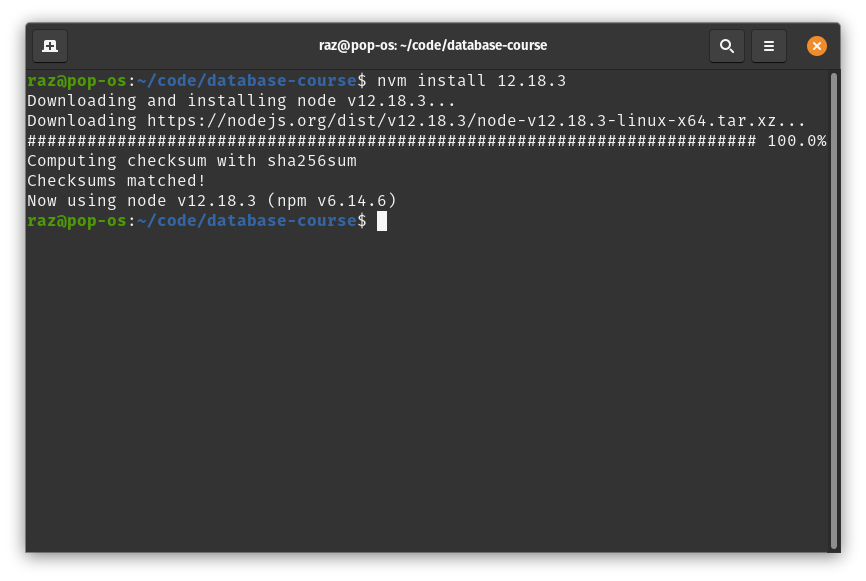 raz@pop-os: ~/code/database-course
raz@pop-os:~/code/database-course$ nvm install 12.18.3
Downloading and installing node v12.18.3...
Downloading https://nodejs.org/dist/v12.18.3/node-v12.18.3-linux-x64.tar.xz...
######################################################################### 100.0%
Computing checksum with sha256sum
Checksums matched!
Now using node v12.18.3 (npm v6.14.6)
raz@pop-os:~/code/database-course$